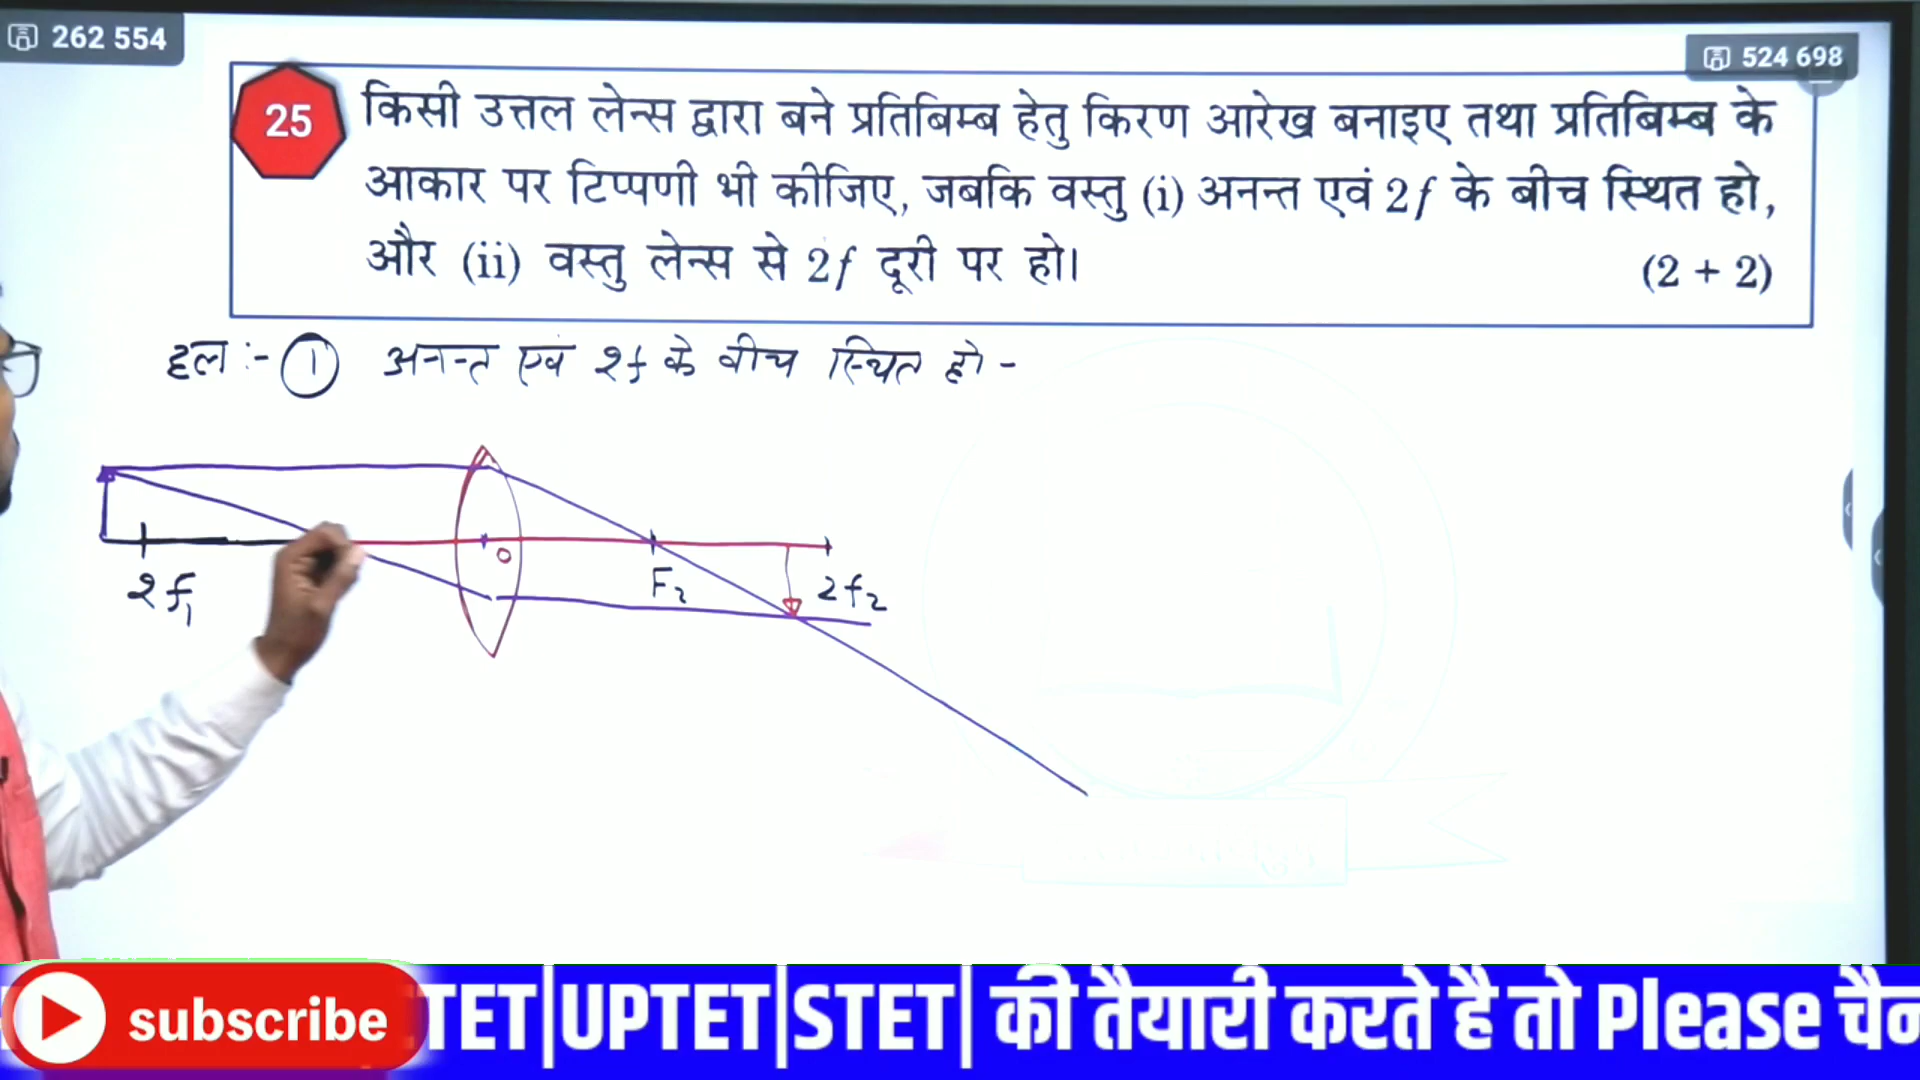 262 554
524 698
25 किसी उत्तल लेन्स द्वारा बने प्रतिबिम्ब हेतु किरण आरेख बनाइए तथा प्रतिबिम्ब के
आकार पर टिप्पणी भी कीजिए, जबकि वस्तु (i) अनन्त एवं 2f के बीच स्थित हो,
और (ii) वस्तु लेन्स से 2f दूरी पर हो। (2 + 2)
हल :- 1 अनन्त एवं 2f के बीच स्थित हो -
O
2f₁
F₂
2f₂
subscribe
TET|UPTET|STET| की तैयारी करते है तो Please